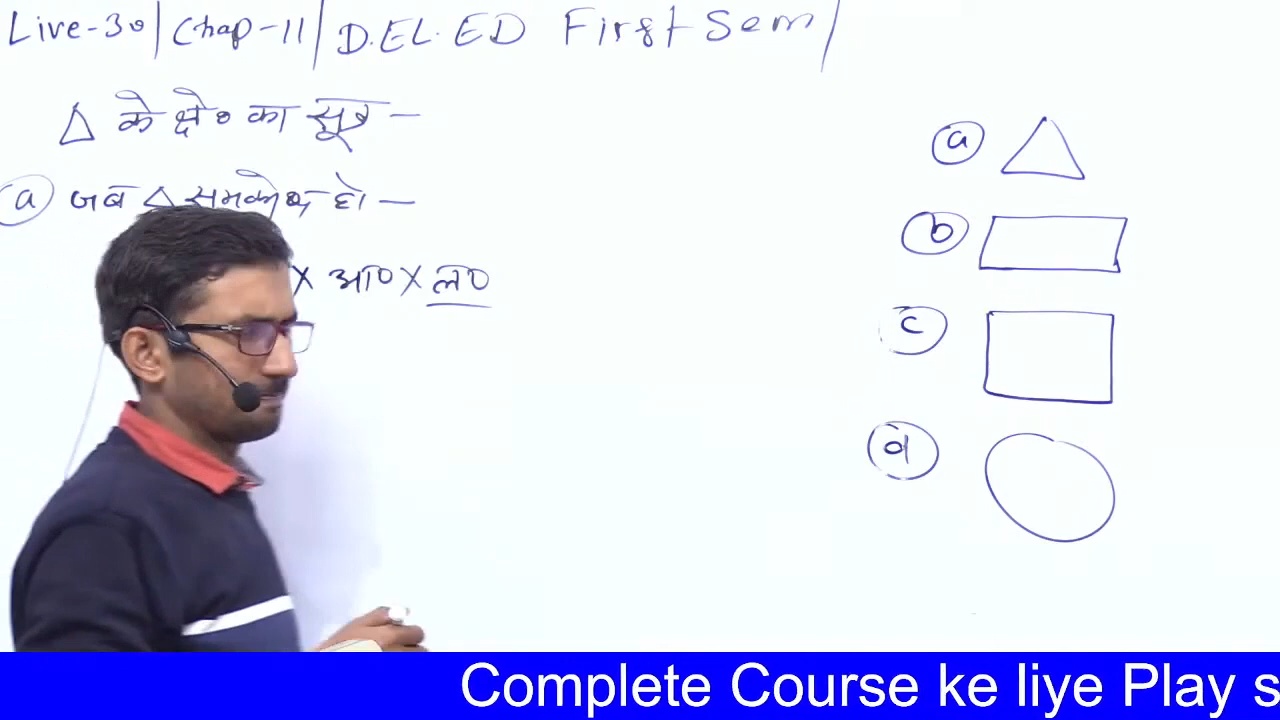 Live-30 | Chap-11 | D.EL.ED First Sem |
△ के क्षे० का सूत्र —
(a) जब △ समकोण हो —
× आ० × ल०
(a)
(b)
(c)
(d)
Complete Course ke liye Play s